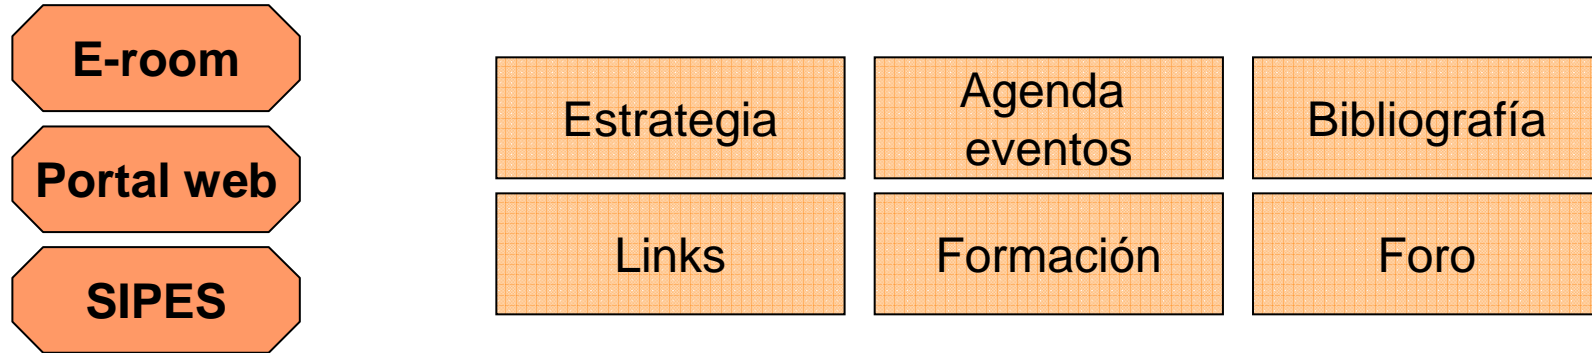 E-room
Portal web
SIPES
Estrategia
Agenda
eventos
Bibliografía
Links
Formación
Foro